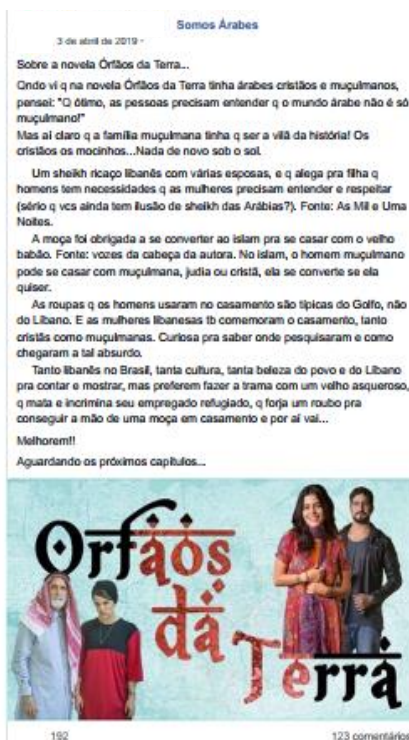 Somos Árabes
3 de abril de 2019 ·
Sobre a novela Órfãos da Terra...
Qndo vi q na novela Órfãos da Terra tinha árabes cristãos e muçulmanos,
pensei: "Q ótimo, as pessoas precisam entender q o mundo árabe não é só
muçulmano!"
Mas aí claro q a família muçulmana tinha q ser a vilã da história! Os
cristãos os mocinhos...Nada de novo sob o sol.
Um sheikh ricaço libanês com várias esposas, e q alega pra filha q
homens tem necessidades q as mulheres precisam entender e respeitar
(sério q vcs ainda tem ilusão de sheikh das Arábias?). Fonte: As Mil e Uma
Noites.
A moça foi obrigada a se converter ao islam pra se casar com o velho
babão. Fonte: vozes da cabeça da autora. No islam, o homem muçulmano
pode se casar com muçulmana, judia ou cristã, ela se converte se ela
quiser.
As roupas q os homens usaram no casamento são típicas do Golfo, não
do Líbano. E as mulheres libanesas tb comemoram o casamento, tanto
cristãs como muçulmanas. Curiosa pra saber onde pesquisaram e como
chegaram a tal absurdo.
Tanto libanês no Brasil, tanta cultura, tanta beleza do povo e do Líbano
pra contar e mostrar, mas preferem fazer a trama com um velho asqueroso,
q mata e incrimina seu empregado refugiado, q forja um roubo pra
conseguir a mão de uma moça em casamento e por aí vai...
Melhorem!!
Aguardando os próximos capítulos...
Orfãos
da
Terra
192
123 comentários